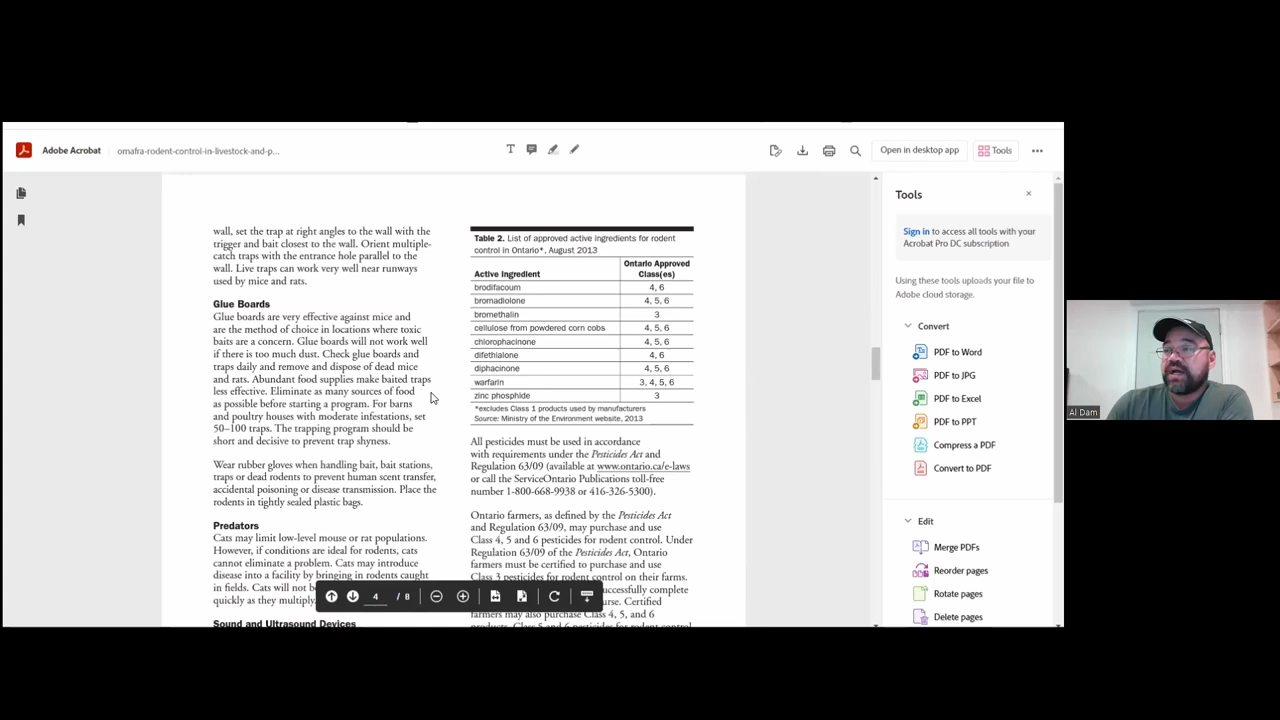 Adobe Acrobat
omafra-rodent-control-in-livestock-and-p...
Open in desktop app
Tools
wall, set the trap at right angles to the wall with the
trigger and bait closest to the wall. Orient multiple-
catch traps with the entrance hole parallel to the
wall. Live traps can work very well near runways
used by mice and rats.
Glue Boards
Glue boards are very effective against mice and
are the method of choice in locations where toxic
baits are a concern. Glue boards will not work well
if there is too much dust. Check glue boards and
traps daily and remove and dispose of dead mice
and rats. Abundant food supplies make baited traps
less effective. Eliminate as many sources of food
as possible before starting a program. For barns
and poultry houses with moderate infestations, set
50–100 traps. The trapping program should be
short and decisive to prevent trap shyness.
Wear rubber gloves when handling bait, bait stations,
traps or dead rodents to prevent human scent transfer,
accidental poisoning or disease transmission. Place the
rodents in tightly sealed plastic bags.
Predators
Cats may limit low-level mouse or rat populations.
However, if conditions are ideal for rodents, cats
cannot eliminate a problem. Cats may introduce
disease into a facility by bringing in rodents caught
in fields. Cats will not
quickly as they multiply
Sound and Ultrasound Devices
Table 2. List of approved active ingredients for rodent
control in Ontario*, August 2013
Active Ingredient Ontario Approved Class(es)
brodifacoum 4, 6
bromadiolone 4, 5, 6
bromethalin 3
cellulose from powdered corn cobs 4, 5, 6
chlorophacinone 4, 5, 6
difethialone 4, 6
diphacinone 4, 5, 6
warfarin 3, 4, 5, 6
zinc phosphide 3
*excludes Class 1 products used by manufacturers
Source: Ministry of the Environment website, 2013
All pesticides must be used in accordance
with requirements under the Pesticides Act and
Regulation 63/09 (available at www.ontario.ca/e-laws
or call the ServiceOntario Publications toll-free
number 1-800-668-9938 or 416-326-5300).
Ontario farmers, as defined by the Pesticides Act
and Regulation 63/09, may purchase and use
Class 4, 5 and 6 pesticides for rodent control. Under
Regulation 63/09 of the Pesticides Act, Ontario
farmers must be certified to purchase and use
Class 3 pesticides for rodent control on their farms.
successfully complete
Certified
farmers may also purchase Class 4, 5, and 6
products. Class 5 and 6 pesticides for rodent control
4 / 8
Tools
Sign in to access all tools with your
Acrobat Pro DC subscription
Using these tools uploads your file to
Adobe cloud storage.
Convert
PDF to Word
PDF to JPG
PDF to Excel
PDF to PPT
Compress a PDF
Convert to PDF
Edit
Merge PDFs
Reorder pages
Rotate pages
Delete pages
Al Dam